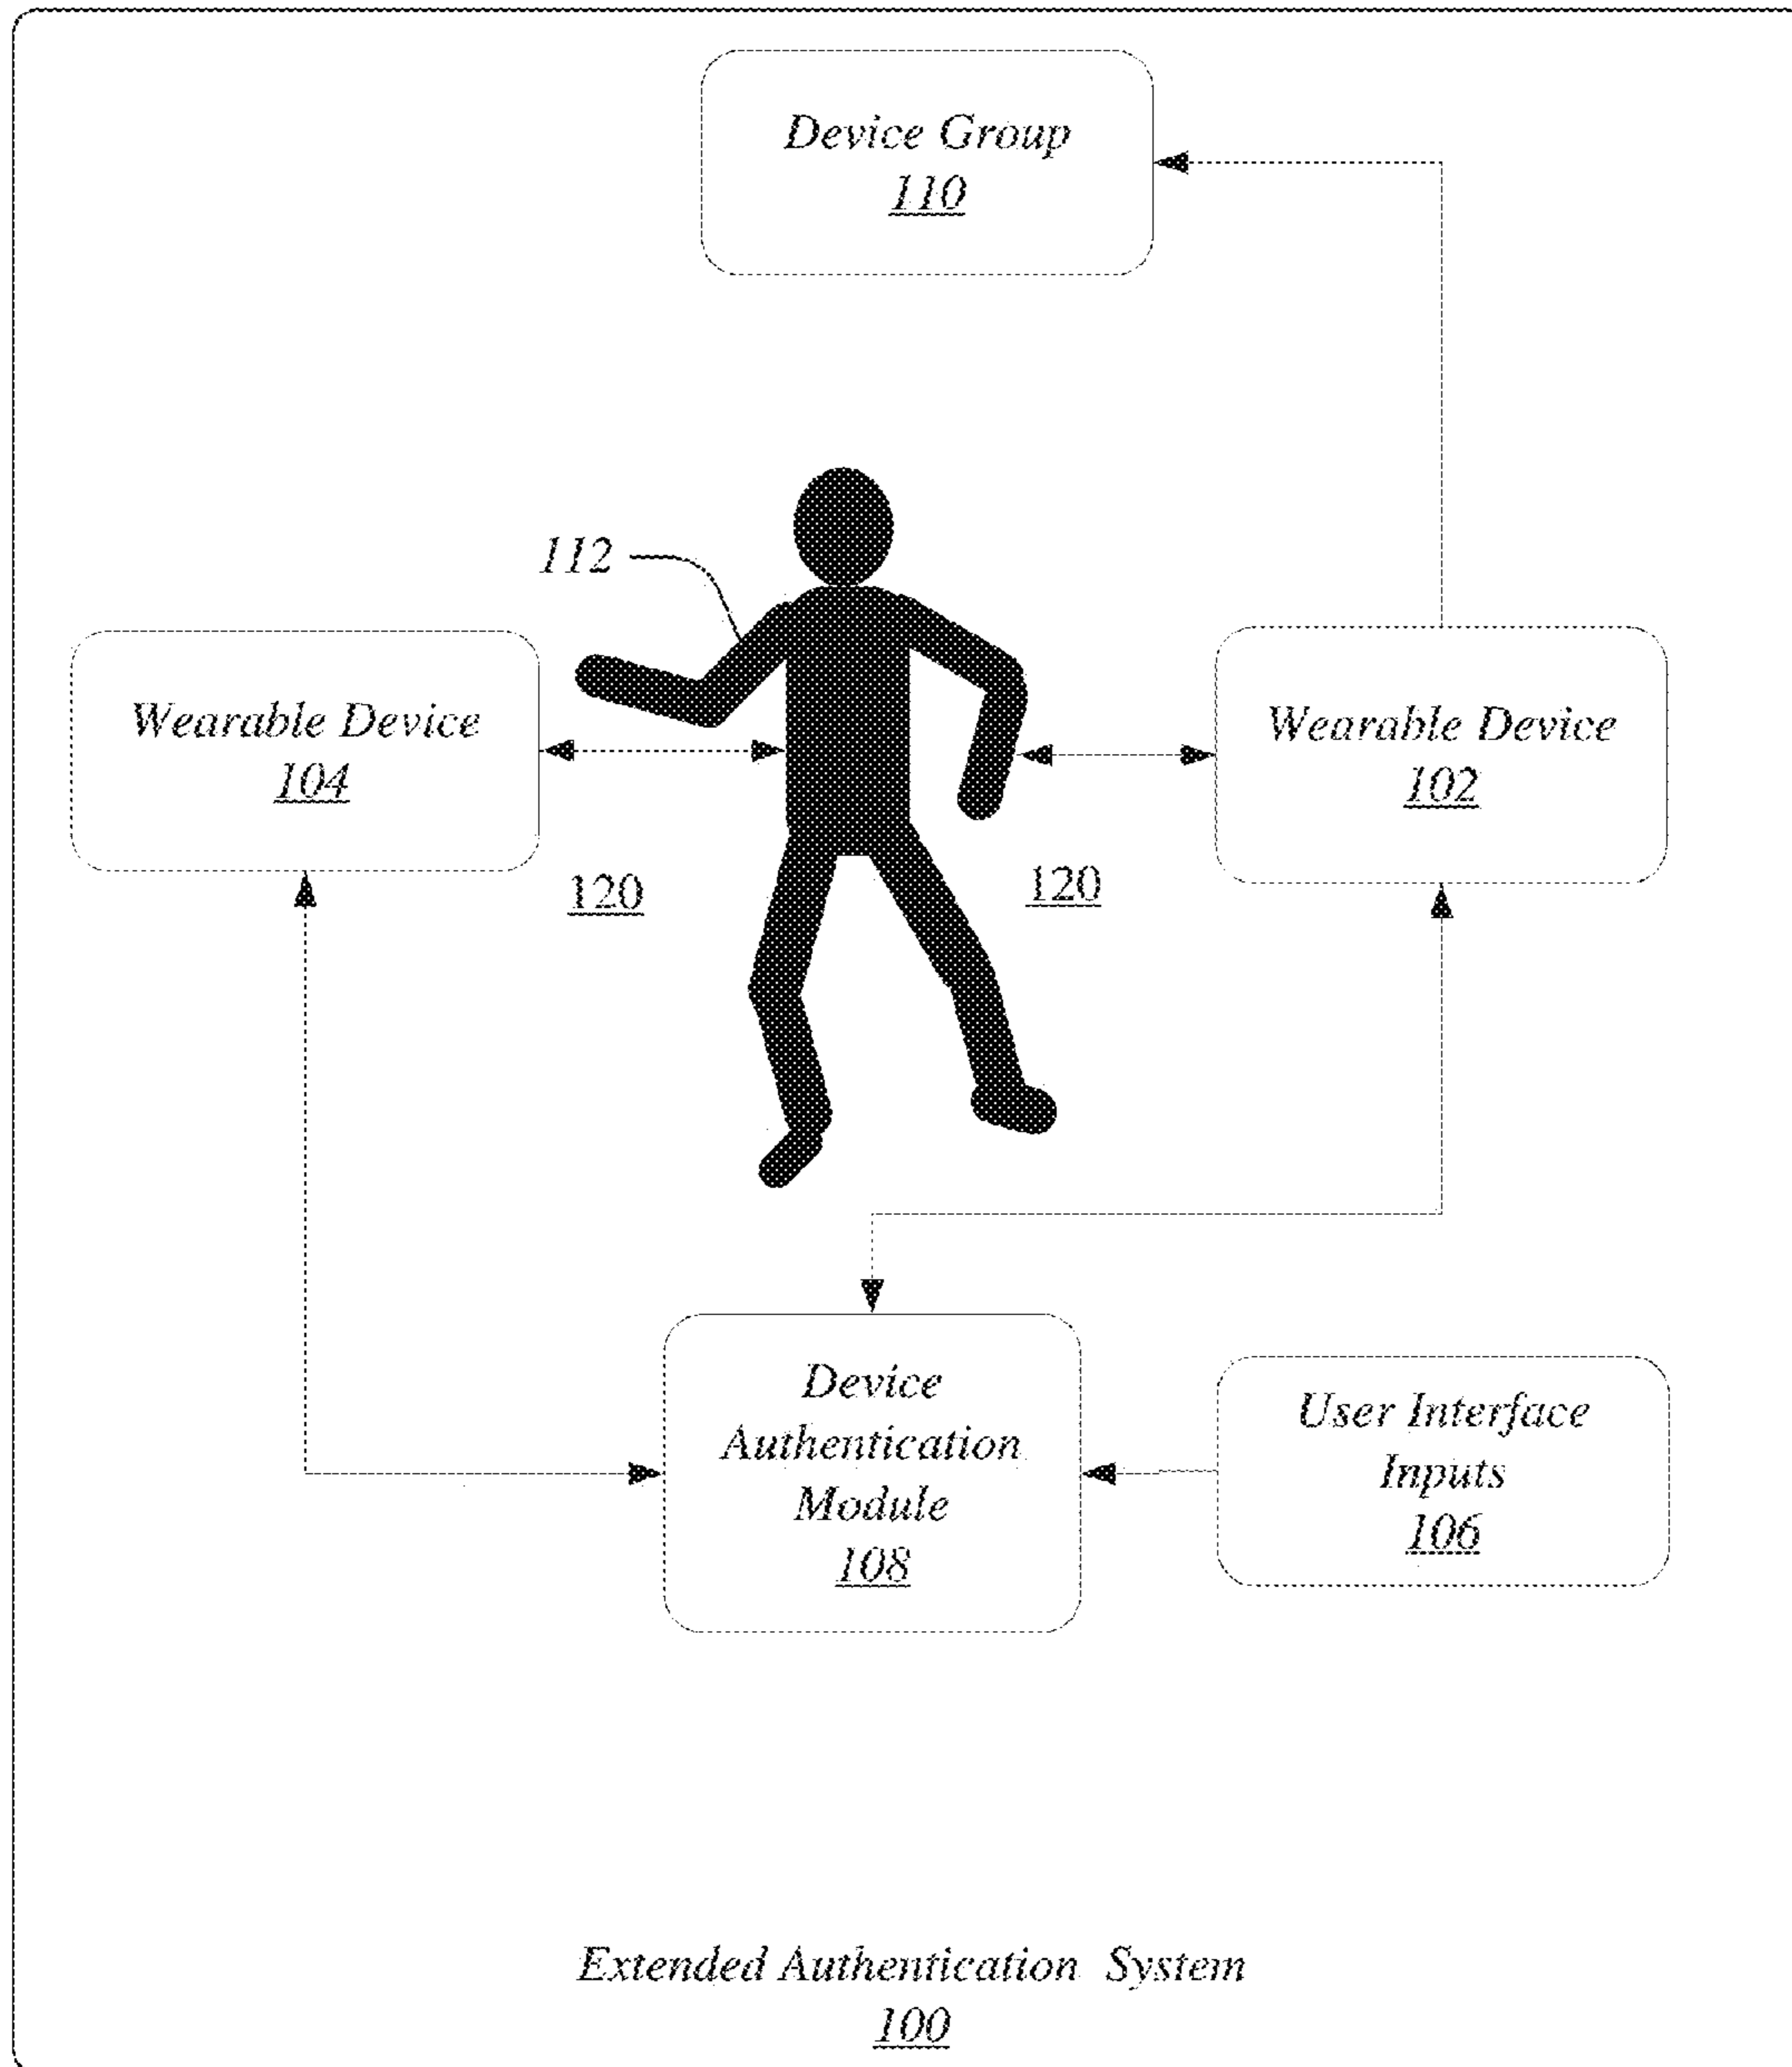 Device Group
110
112
Wearable Device
104
Wearable Device
102
120
120
Device
Authentication
Module
108
User Interface
Inputs
106
Extended Authentication System
100